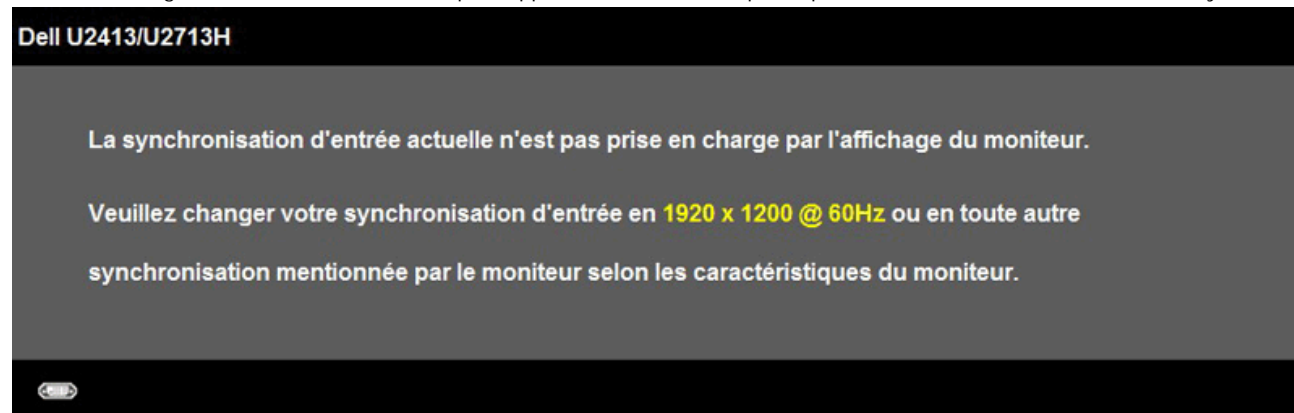 Dell U2413/U2713H
La synchronisation d'entrée actuelle n'est pas prise en charge par l'affichage du moniteur.
Veuillez changer votre synchronisation d'entrée en 1920 x 1200 @ 60Hz ou en toute autre
synchronisation mentionnée par le moniteur selon les caractéristiques du moniteur.